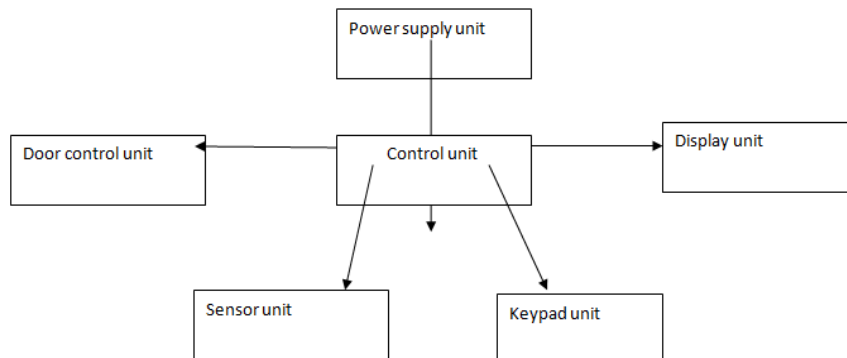 Power supply unit
Door control unit
Control unit
Display unit
Sensor unit
Keypad unit